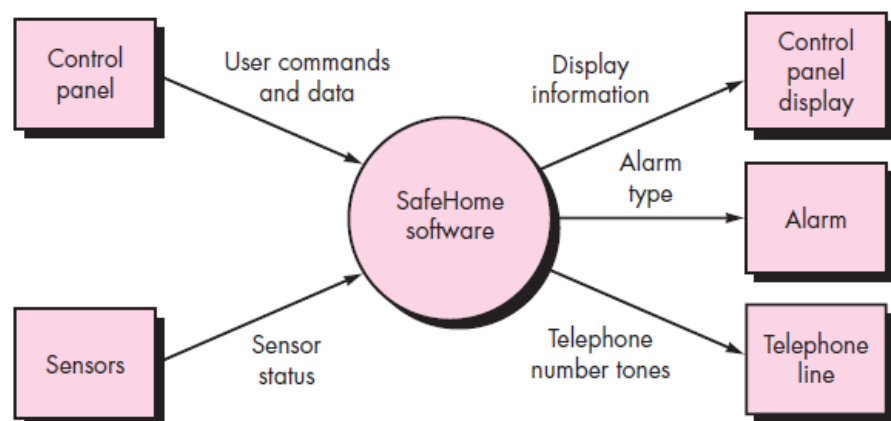 Control
panel
User commands
and data
Display
information
Control
panel
display
SafeHome
software
Alarm
type
Alarm
Sensors
Sensor
status
Telephone
number tones
Telephone
line